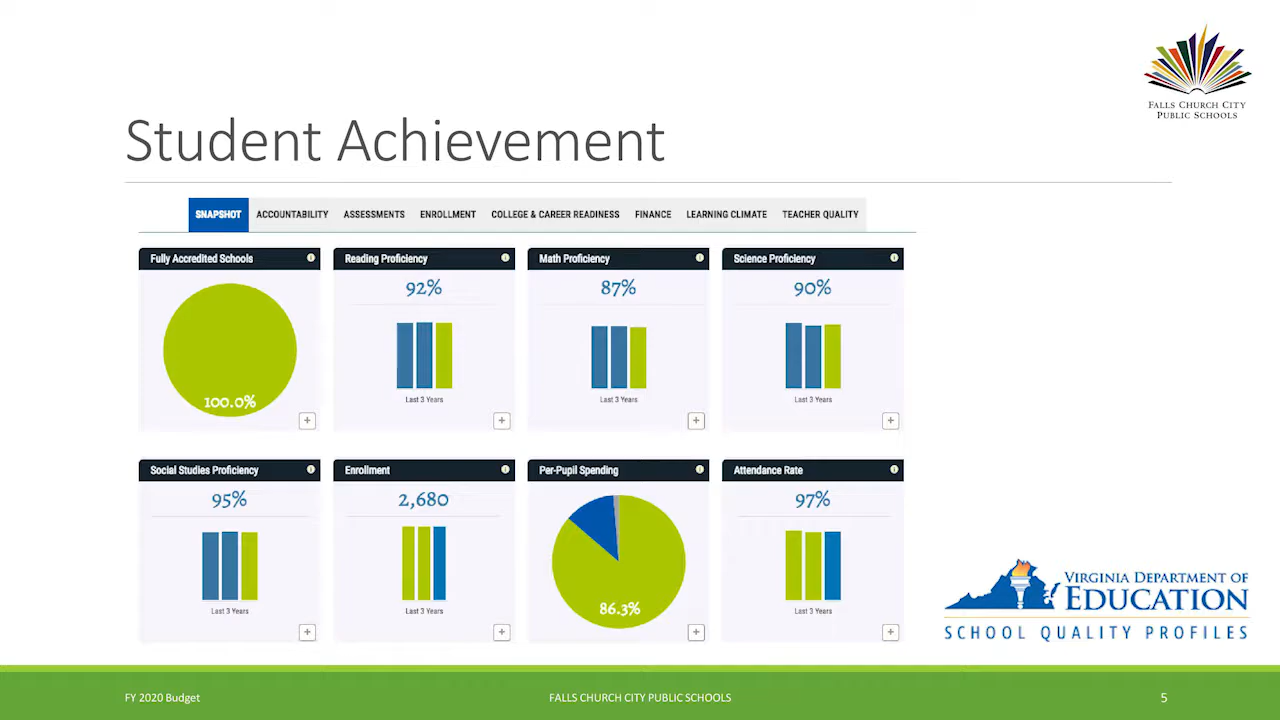 FALLS CHURCH CITY
PUBLIC SCHOOLS
Student Achievement
SNAPSHOT ACCOUNTABILITY ASSESSMENTS ENROLLMENT COLLEGE & CAREER READINESS FINANCE LEARNING CLIMATE TEACHER QUALITY
Fully Accredited Schools
100.0%
Reading Proficiency
92%
Last 3 Years
Math Proficiency
87%
Last 3 Years
Science Proficiency
90%
Last 3 Years
Social Studies Proficiency
95%
Last 3 Years
Enrollment
2,680
Last 3 Years
Per-Pupil Spending
86.3%
Attendance Rate
97%
Last 3 Years
VIRGINIA DEPARTMENT OF
EDUCATION
SCHOOL QUALITY PROFILES
FY 2020 Budget
FALLS CHURCH CITY PUBLIC SCHOOLS
5